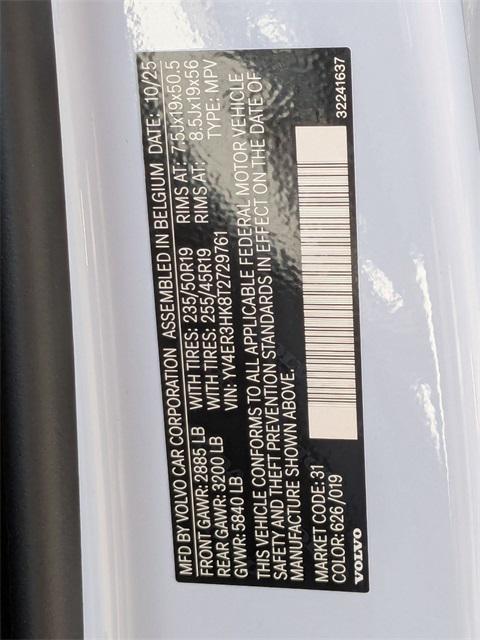 MFD BY VOLVO CAR CORPORATION ASSEMBLED IN BELGIUM DATE: 10/25
FRONT GAWR: 2885 LB WITH TIRES: 235/50R19 RIMS AT: 7.5Jx19x50.5
REAR GAWR: 3200 LB WITH TIRES: 255/45R19 RIMS AT: 8.5Jx19x56
GVWR: 5840 LB VIN: YV4ER3HK8T2729761 TYPE: MPV
THIS VEHICLE CONFORMS TO ALL APPLICABLE FEDERAL MOTOR VEHICLE
SAFETY AND THEFT PREVENTION STANDARDS IN EFFECT ON THE DATE OF
MANUFACTURE SHOWN ABOVE.
MARKET CODE: 31
COLOR: 626 /019
VOLVO
32241637